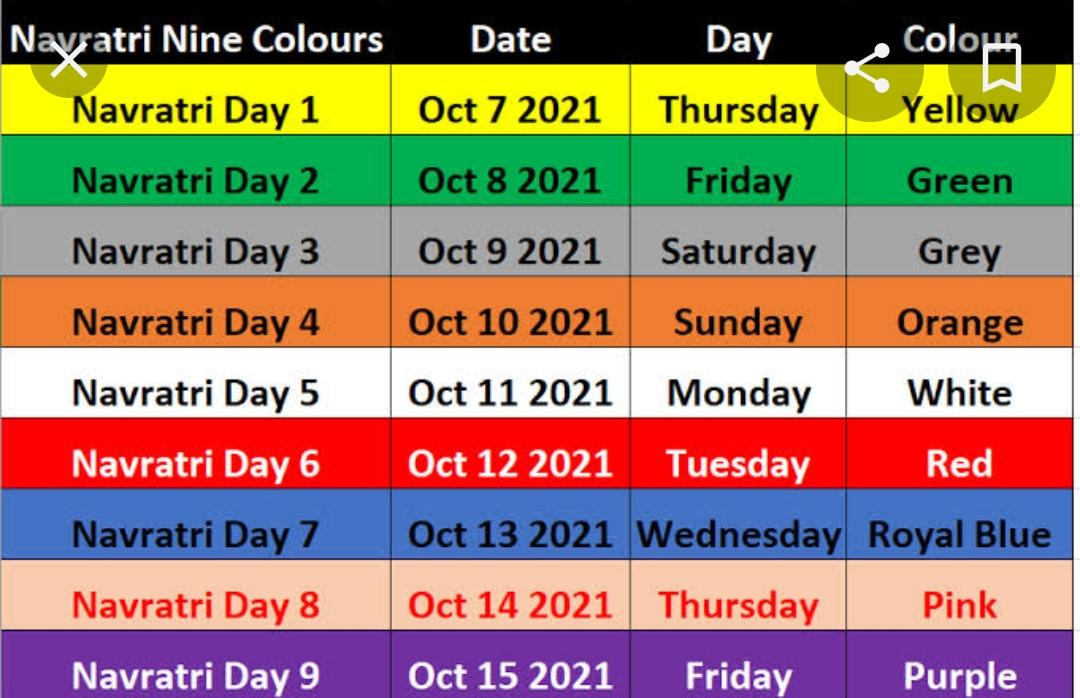 Navratri Nine Colours Date Day Colour
Navratri Day 1 Oct 7 2021 Thursday Yellow
Navratri Day 2 Oct 8 2021 Friday Green
Navratri Day 3 Oct 9 2021 Saturday Grey
Navratri Day 4 Oct 10 2021 Sunday Orange
Navratri Day 5 Oct 11 2021 Monday White
Navratri Day 6 Oct 12 2021 Tuesday Red
Navratri Day 7 Oct 13 2021 Wednesday Royal Blue
Navratri Day 8 Oct 14 2021 Thursday Pink
Navratri Day 9 Oct 15 2021 Friday Purple